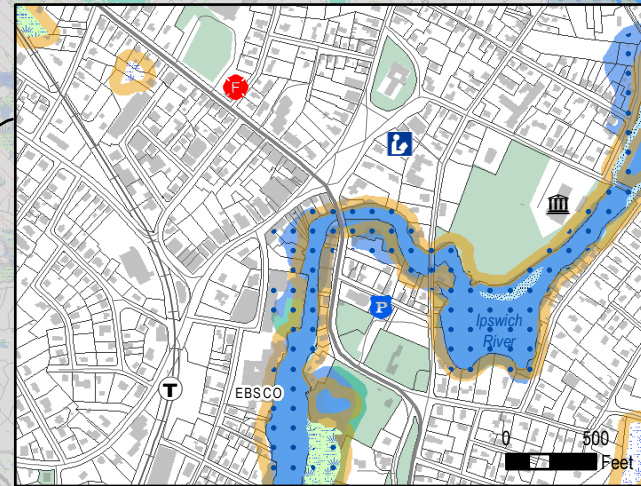 F
P
Ipswich
River
T
EBSCO
0 500
Feet